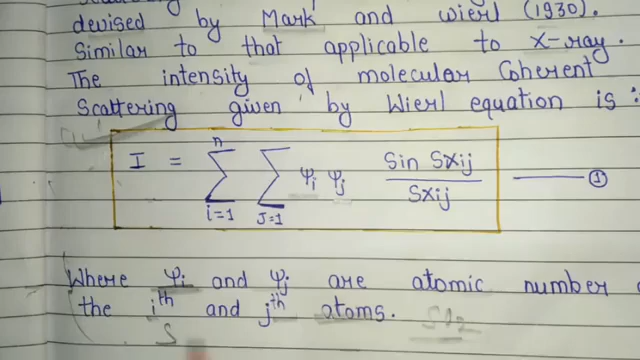 devised by Mark and Wierl (1930).
Similar to that applicable to x-ray.
The intensity of molecular Coherent
Scattering given by Wierl equation is :
I = n∑i=1 ∑J=1 ψi ψj Sin Sxij / Sxij ——— ①
Where ψi and ψj are atomic number
the ith and jth atoms.
S